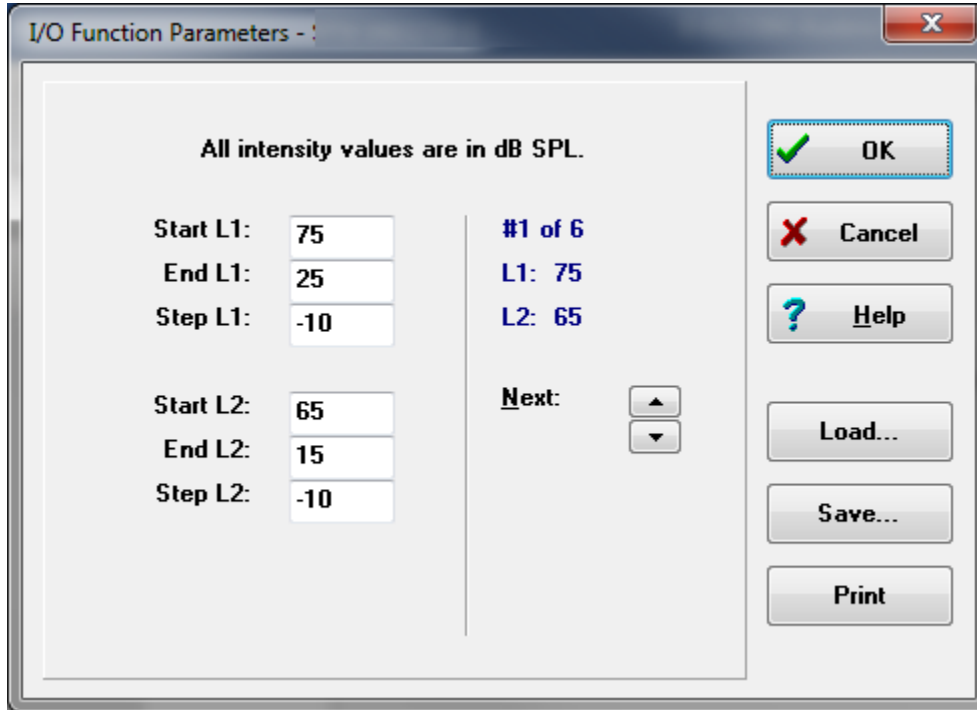 I/O Function Parameters -
All intensity values are in dB SPL.
Start L1: 75
End L1: 25
Step L1: -10
Start L2: 65
End L2: 15
Step L2: -10
#1 of 6
L1: 75
L2: 65
Next:
OK
Cancel
? Help
Load...
Save...
Print